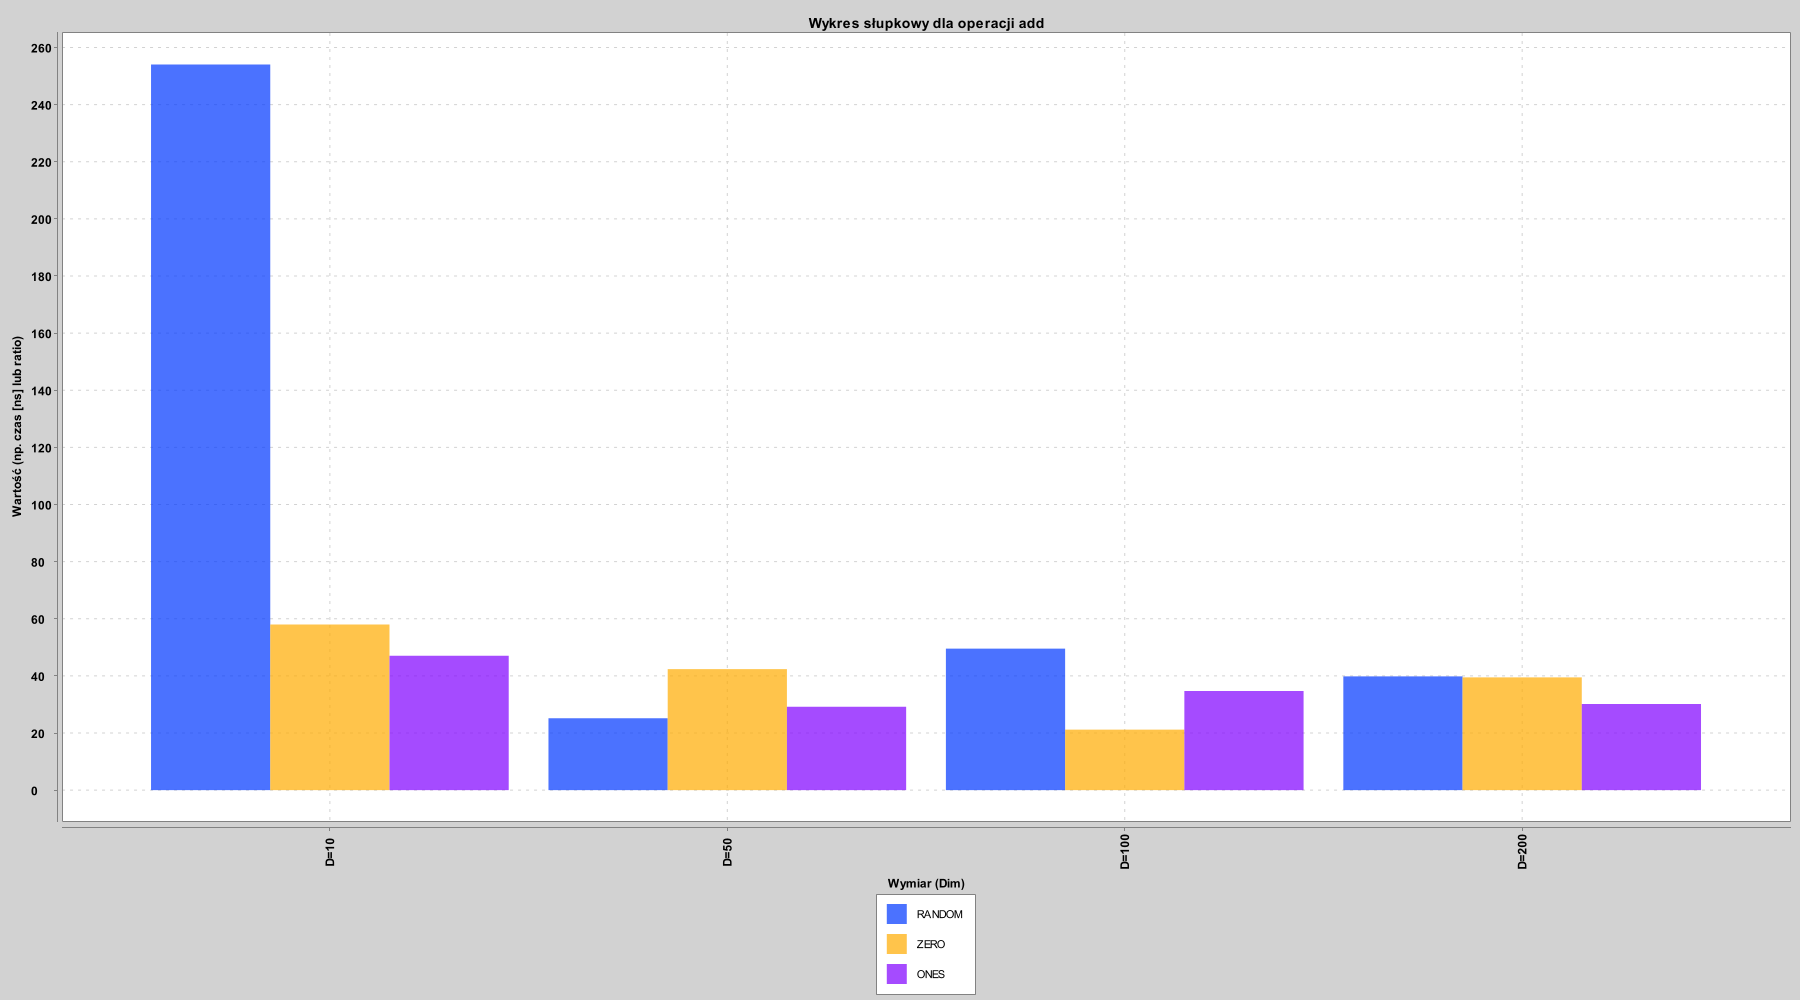 Wykres słupkowy dla operacji add
Wartość (np. czas [ns] lub ratio)
260
240
220
200
180
160
140
120
100
80
60
40
20
0
D=10
D=50
D=100
D=200
Wymiar (Dim)
RANDOM
ZERO
ONES